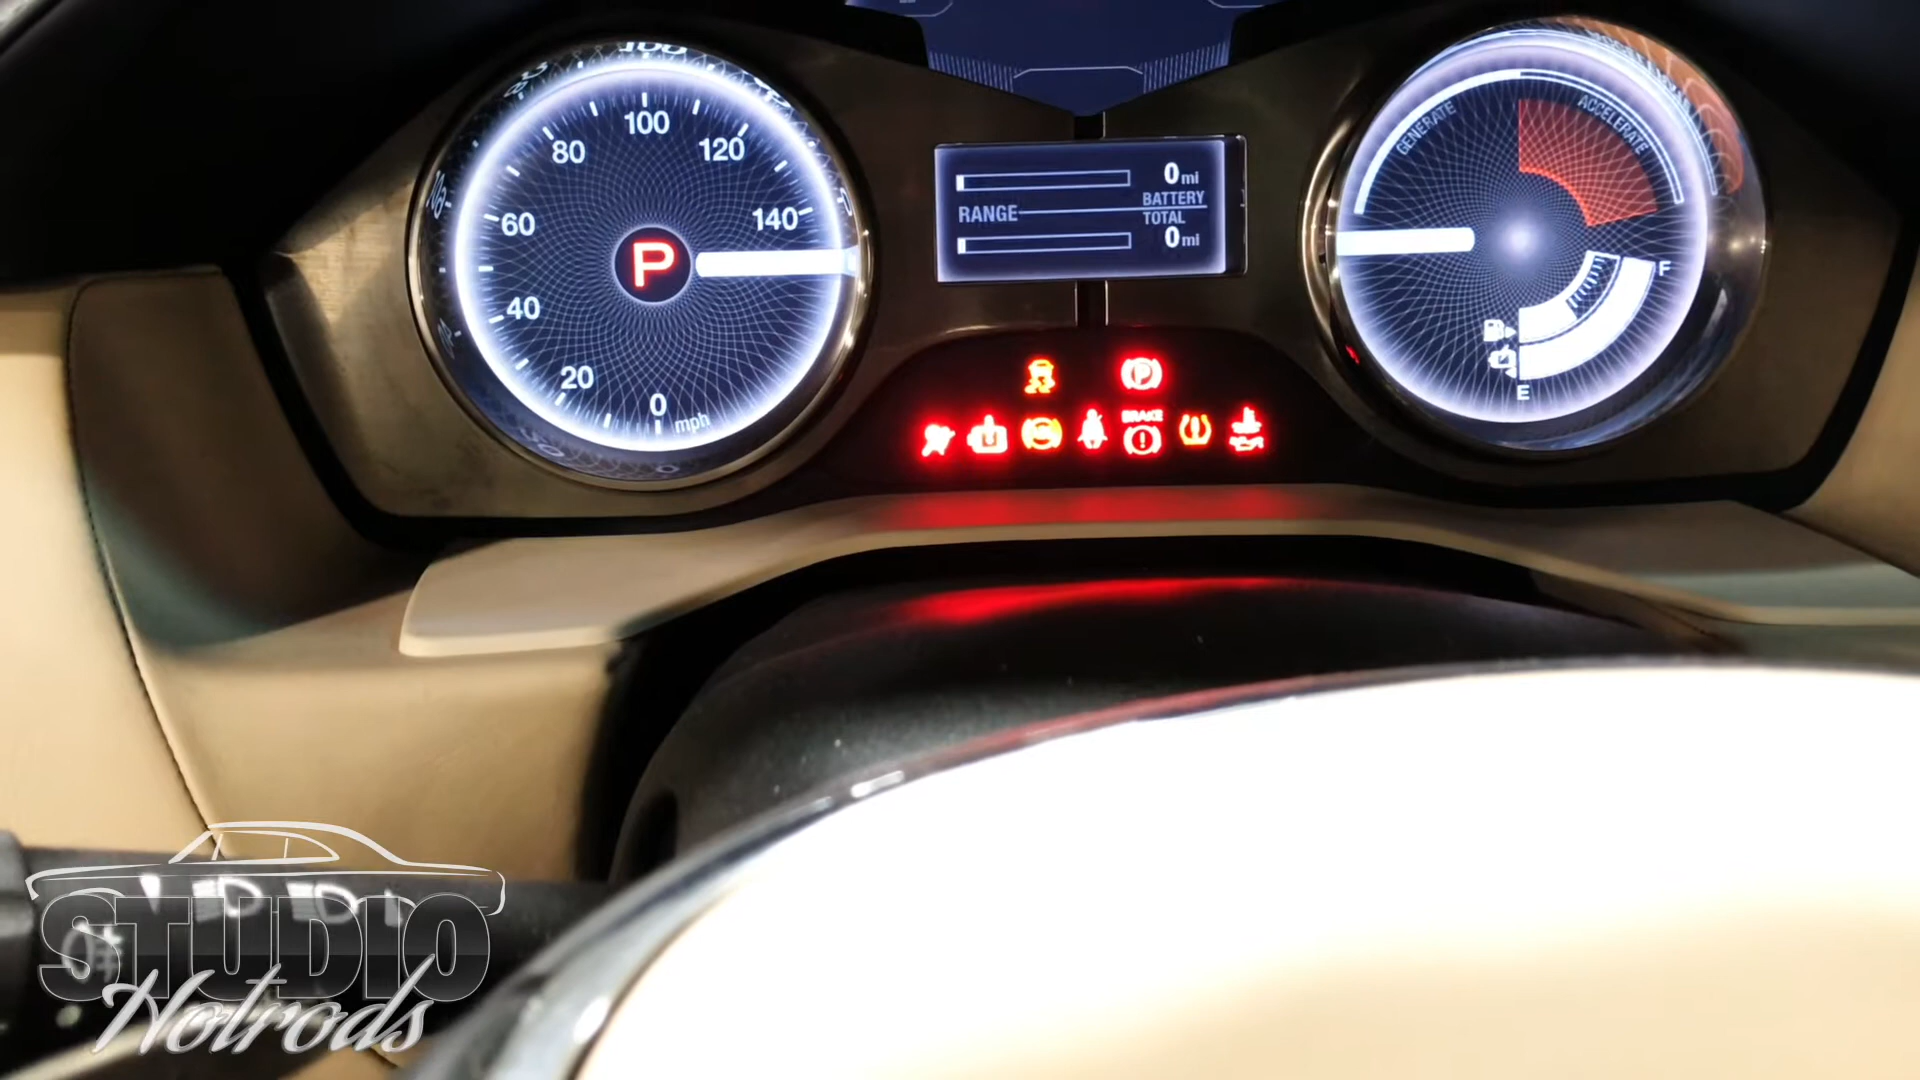 100
80
120
60
140
P
40
20
0
mph
0 mi
BATTERY
RANGE
TOTAL
0 mi
GENERATE
ACCELERATE
F
E
P
BRAKE
STUDIO
Hotrods